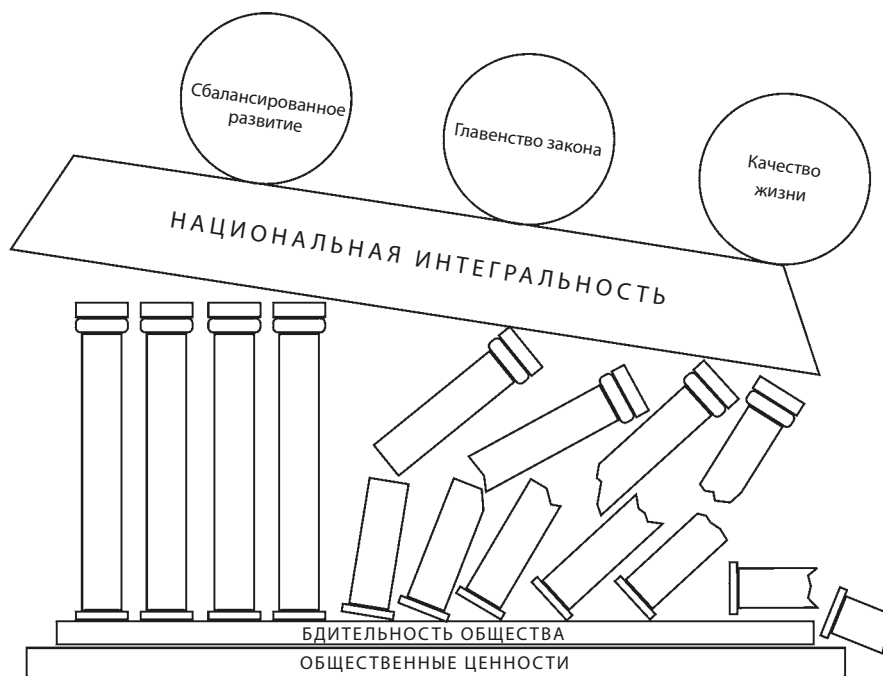 Сбалансированное
развитие
Главенство закона
Качество
жизни
НАЦИОНАЛЬНАЯ ИНТЕГРАЛЬНОСТЬ
БДИТЕЛЬНОСТЬ ОБЩЕСТВА
ОБЩЕСТВЕННЫЕ ЦЕННОСТИ